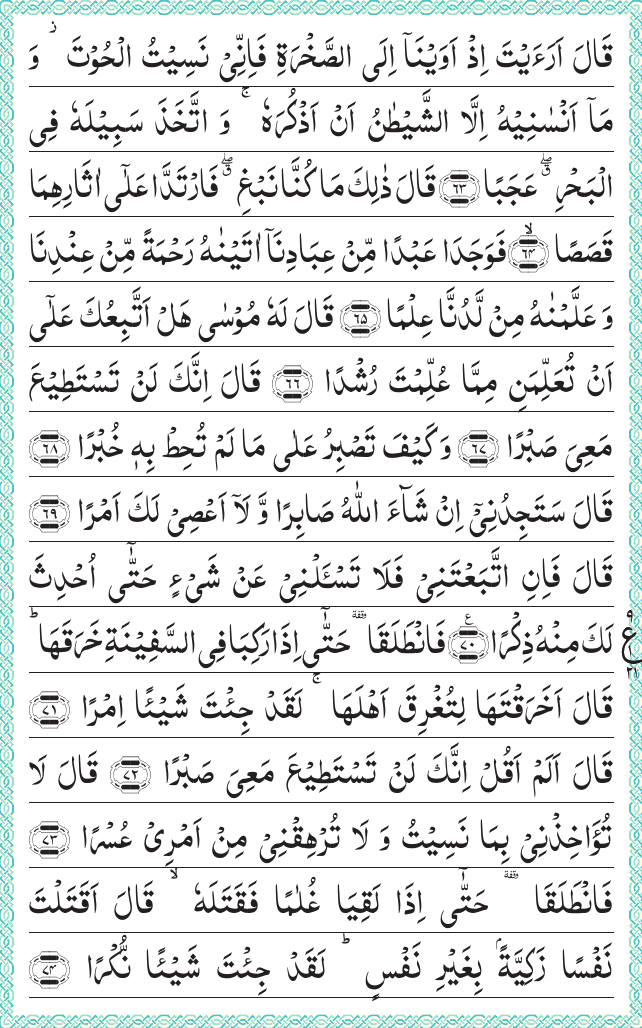 قَالَ اَرَءَيْتَ اِذْ اَوَيْنَاۤ اِلَى الصَّخْرَةِ فَاِنِّىْ نَسِيْتُ الْحُوْتَ ز وَ
مَاۤ اَنْسٰنِيْهُ اِلَّا الشَّيْطٰنُ اَنْ اَذْكُرَهٗ ۚ وَ اتَّخَذَ سَبِيْلَهٗ فِى
الْبَحْرِ ۖۗ عَجَبًا ﴿٦٣﴾ قَالَ ذٰلِكَ مَا كُنَّا نَبْغِ ۖۗ فَارْتَدَّا عَلٰٓى اٰثَارِهِمَا
قَصَصًا ﴿٦٤﴾ۙ فَوَجَدَا عَبْدًا مِّنْ عِبَادِنَاۤ اٰتَيْنٰهُ رَحْمَةً مِّنْ عِنْدِنَا
وَ عَلَّمْنٰهُ مِنْ لَّدُنَّا عِلْمًا ﴿٦٥﴾ قَالَ لَهٗ مُوْسٰى هَلْ اَتَّبِعُكَ عَلٰٓى
اَنْ تُعَلِّمَنِ مِمَّا عُلِّمْتَ رُشْدًا ﴿٦٦﴾ قَالَ اِنَّكَ لَنْ تَسْتَطِيْعَ
مَعِىَ صَبْرًا ﴿٦٧﴾ وَكَيْفَ تَصْبِرُ عَلٰى مَا لَمْ تُحِطْ بِهٖ خُبْرًا ﴿٦٨﴾
قَالَ سَتَجِدُنِىْۤ اِنْ شَآءَ اللّٰهُ صَابِرًا وَّ لَاۤ اَعْصِىْ لَكَ اَمْرًا ﴿٦٩﴾
قَالَ فَاِنِ اتَّبَعْتَنِىْ فَلَا تَسْئَلْنِىْ عَنْ شَىْءٍ حَتّٰٓى اُحْدِثَ
لَكَ مِنْهُ ذِكْرًا ﴿٧٠﴾ ع فَانْطَلَقَا وقفة حَتّٰٓى اِذَا رَكِبَا فِى السَّفِيْنَةِ خَرَقَهَا ؕ ع ٩ ٢١
قَالَ اَخَرَقْتَهَا لِتُغْرِقَ اَهْلَهَا ۚ لَقَدْ جِئْتَ شَيْئًا اِمْرًا ﴿٧١﴾
قَالَ اَلَمْ اَقُلْ اِنَّكَ لَنْ تَسْتَطِيْعَ مَعِىَ صَبْرًا ﴿٧٢﴾ قَالَ لَا
تُؤَاخِذْنِىْ بِمَا نَسِيْتُ وَ لَا تُرْهِقْنِىْ مِنْ اَمْرِىْ عُسْرًا ﴿٧٣﴾
فَانْطَلَقَا وقفة حَتّٰٓى اِذَا لَقِيَا غُلٰمًا فَقَتَلَهٗ ۙ قَالَ اَقَتَلْتَ
نَفْسًا زَكِيَّةًۢ بِغَيْرِ نَفْسٍ ؕ لَقَدْ جِئْتَ شَيْئًا نُّكْرًا ﴿٧٤﴾